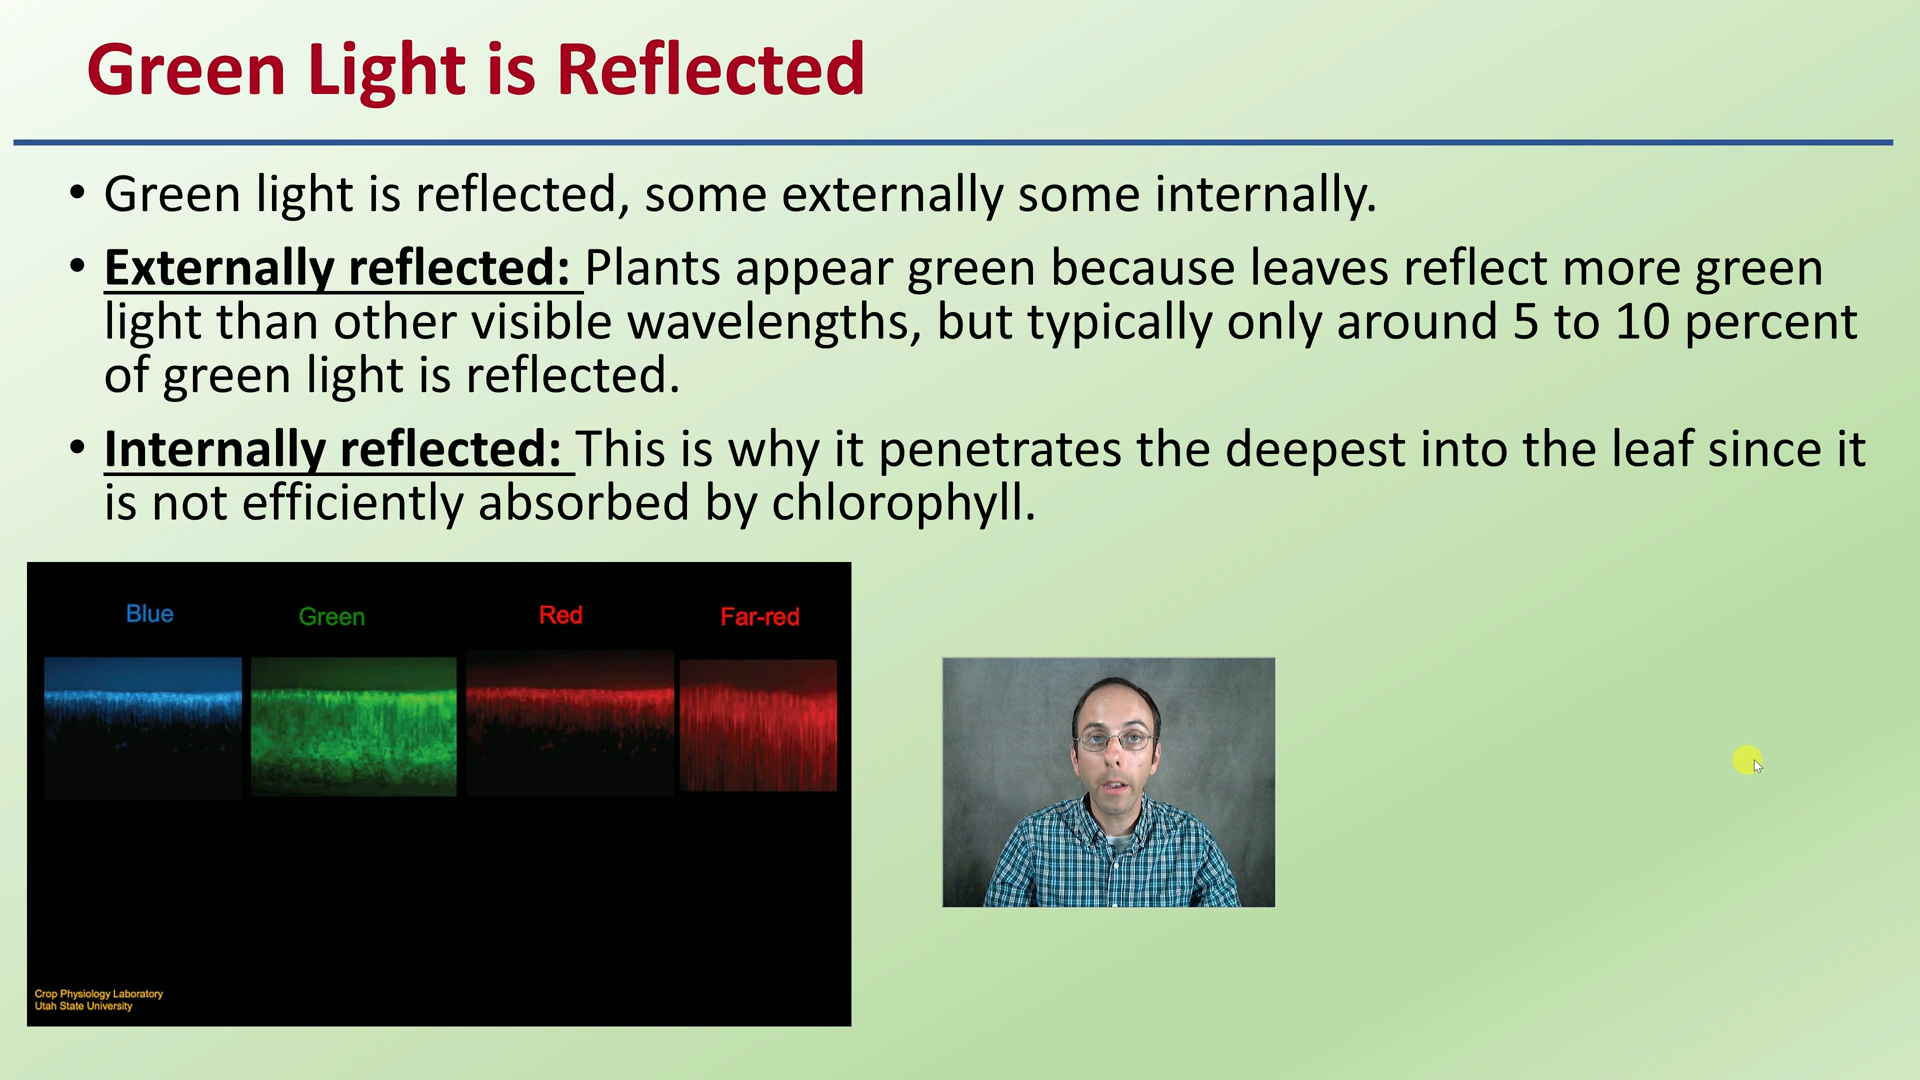 Green Light is Reflected
• Green light is reflected, some externally some internally.
• Externally reflected: Plants appear green because leaves reflect more green
light than other visible wavelengths, but typically only around 5 to 10 percent
of green light is reflected.
• Internally reflected: This is why it penetrates the deepest into the leaf since it
is not efficiently absorbed by chlorophyll.
Blue Green Red Far-red
Crop Physiology Laboratory
Utah State University